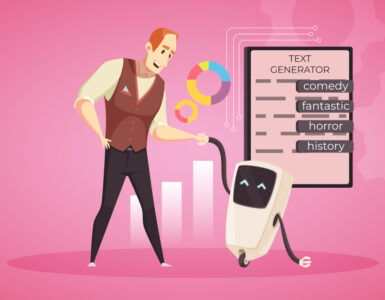 TEXT
GENERATOR
comedy
fantastic
horror
history